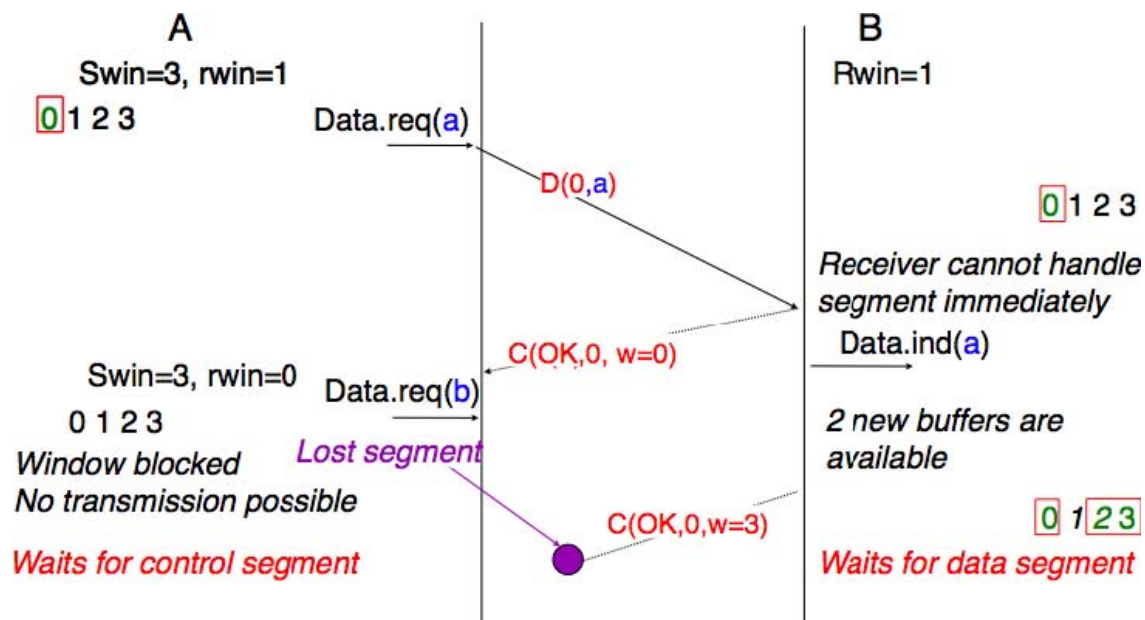 A
B
Swin=3, rwin=1
Rwin=1
0 1 2 3
Data.req(a)
D(0,a)
0 1 2 3
Receiver cannot handle
segment immediately
C(OK,0, w=0)
Data.ind(a)
Swin=3, rwin=0
Data.req(b)
0 1 2 3
2 new buffers are
available
Lost segment
Window blocked
No transmission possible
C(OK,0,w=3)
0 1 2 3
Waits for control segment
Waits for data segment